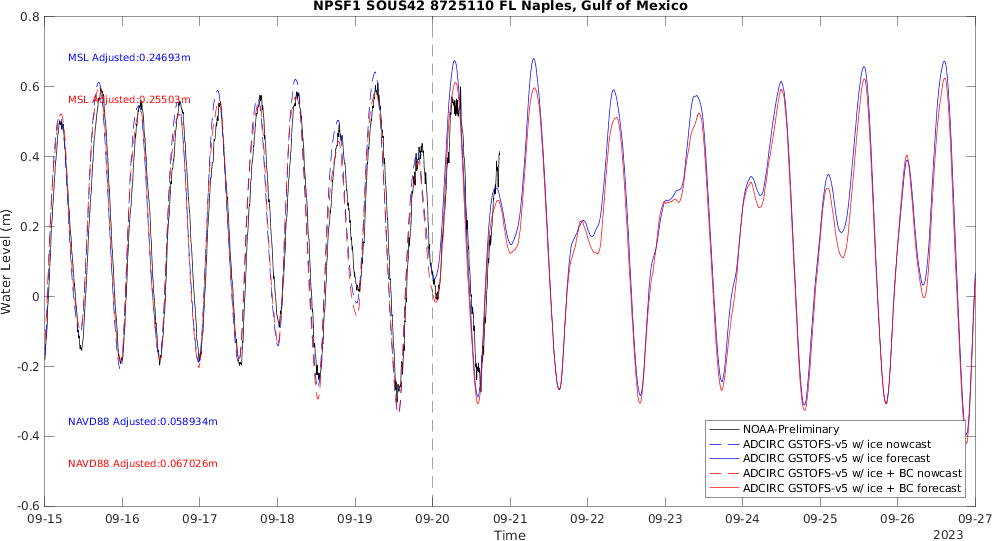 NPSF1 SOUS42 8725110 FL Naples, Gulf of Mexico
0.8
0.6
0.4
0.2
0
-0.2
-0.4
-0.6
Water Level (m)
MSL Adjusted:0.24693m
MSL Adjusted:0.25503m
NAVD88 Adjusted:0.058934m
NAVD88 Adjusted:0.067026m
NOAA-Preliminary
ADCIRC GSTOFS-v5 w/ ice nowcast
ADCIRC GSTOFS-v5 w/ ice forecast
ADCIRC GSTOFS-v5 w/ ice + BC nowcast
ADCIRC GSTOFS-v5 w/ ice + BC forecast
09-15 09-16 09-17 09-18 09-19 09-20 09-21 09-22 09-23 09-24 09-25 09-26 09-27
Time
2023